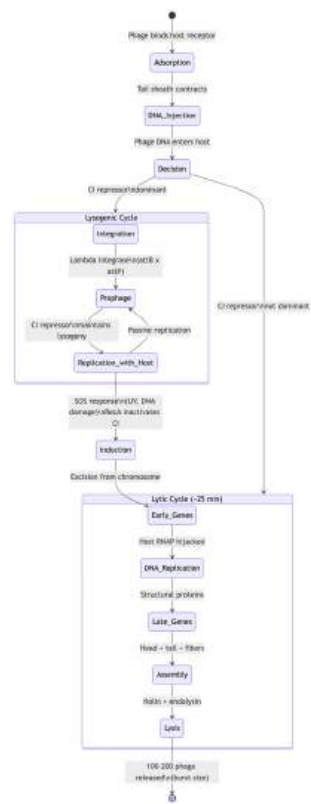 Phage binds host receptor
Adsorption
Tail sheath contracts
DNA_Injection
Phage DNA enters host
Decision
CI repressor\ndominant
Lysogenic Cycle
Integration
Lambda integrase\n(attB x
attP)
Prophage
CI repressor\nmaintains
lysogeny
Passive replication
CI repressor\nnot dominant
Replication_with_Host
SOS response\n(UV, DNA
damage)\nRecA inactivates
CI
Induction
Excision from chromosome
Lytic Cycle (~25 min)
Early_Genes
Host RNAP hijacked
DNA_Replication
Structural proteins
Late_Genes
Head + tail + fibers
Assembly
Holin + endolysin
Lysis
100-200 phage
released\n(burst size)